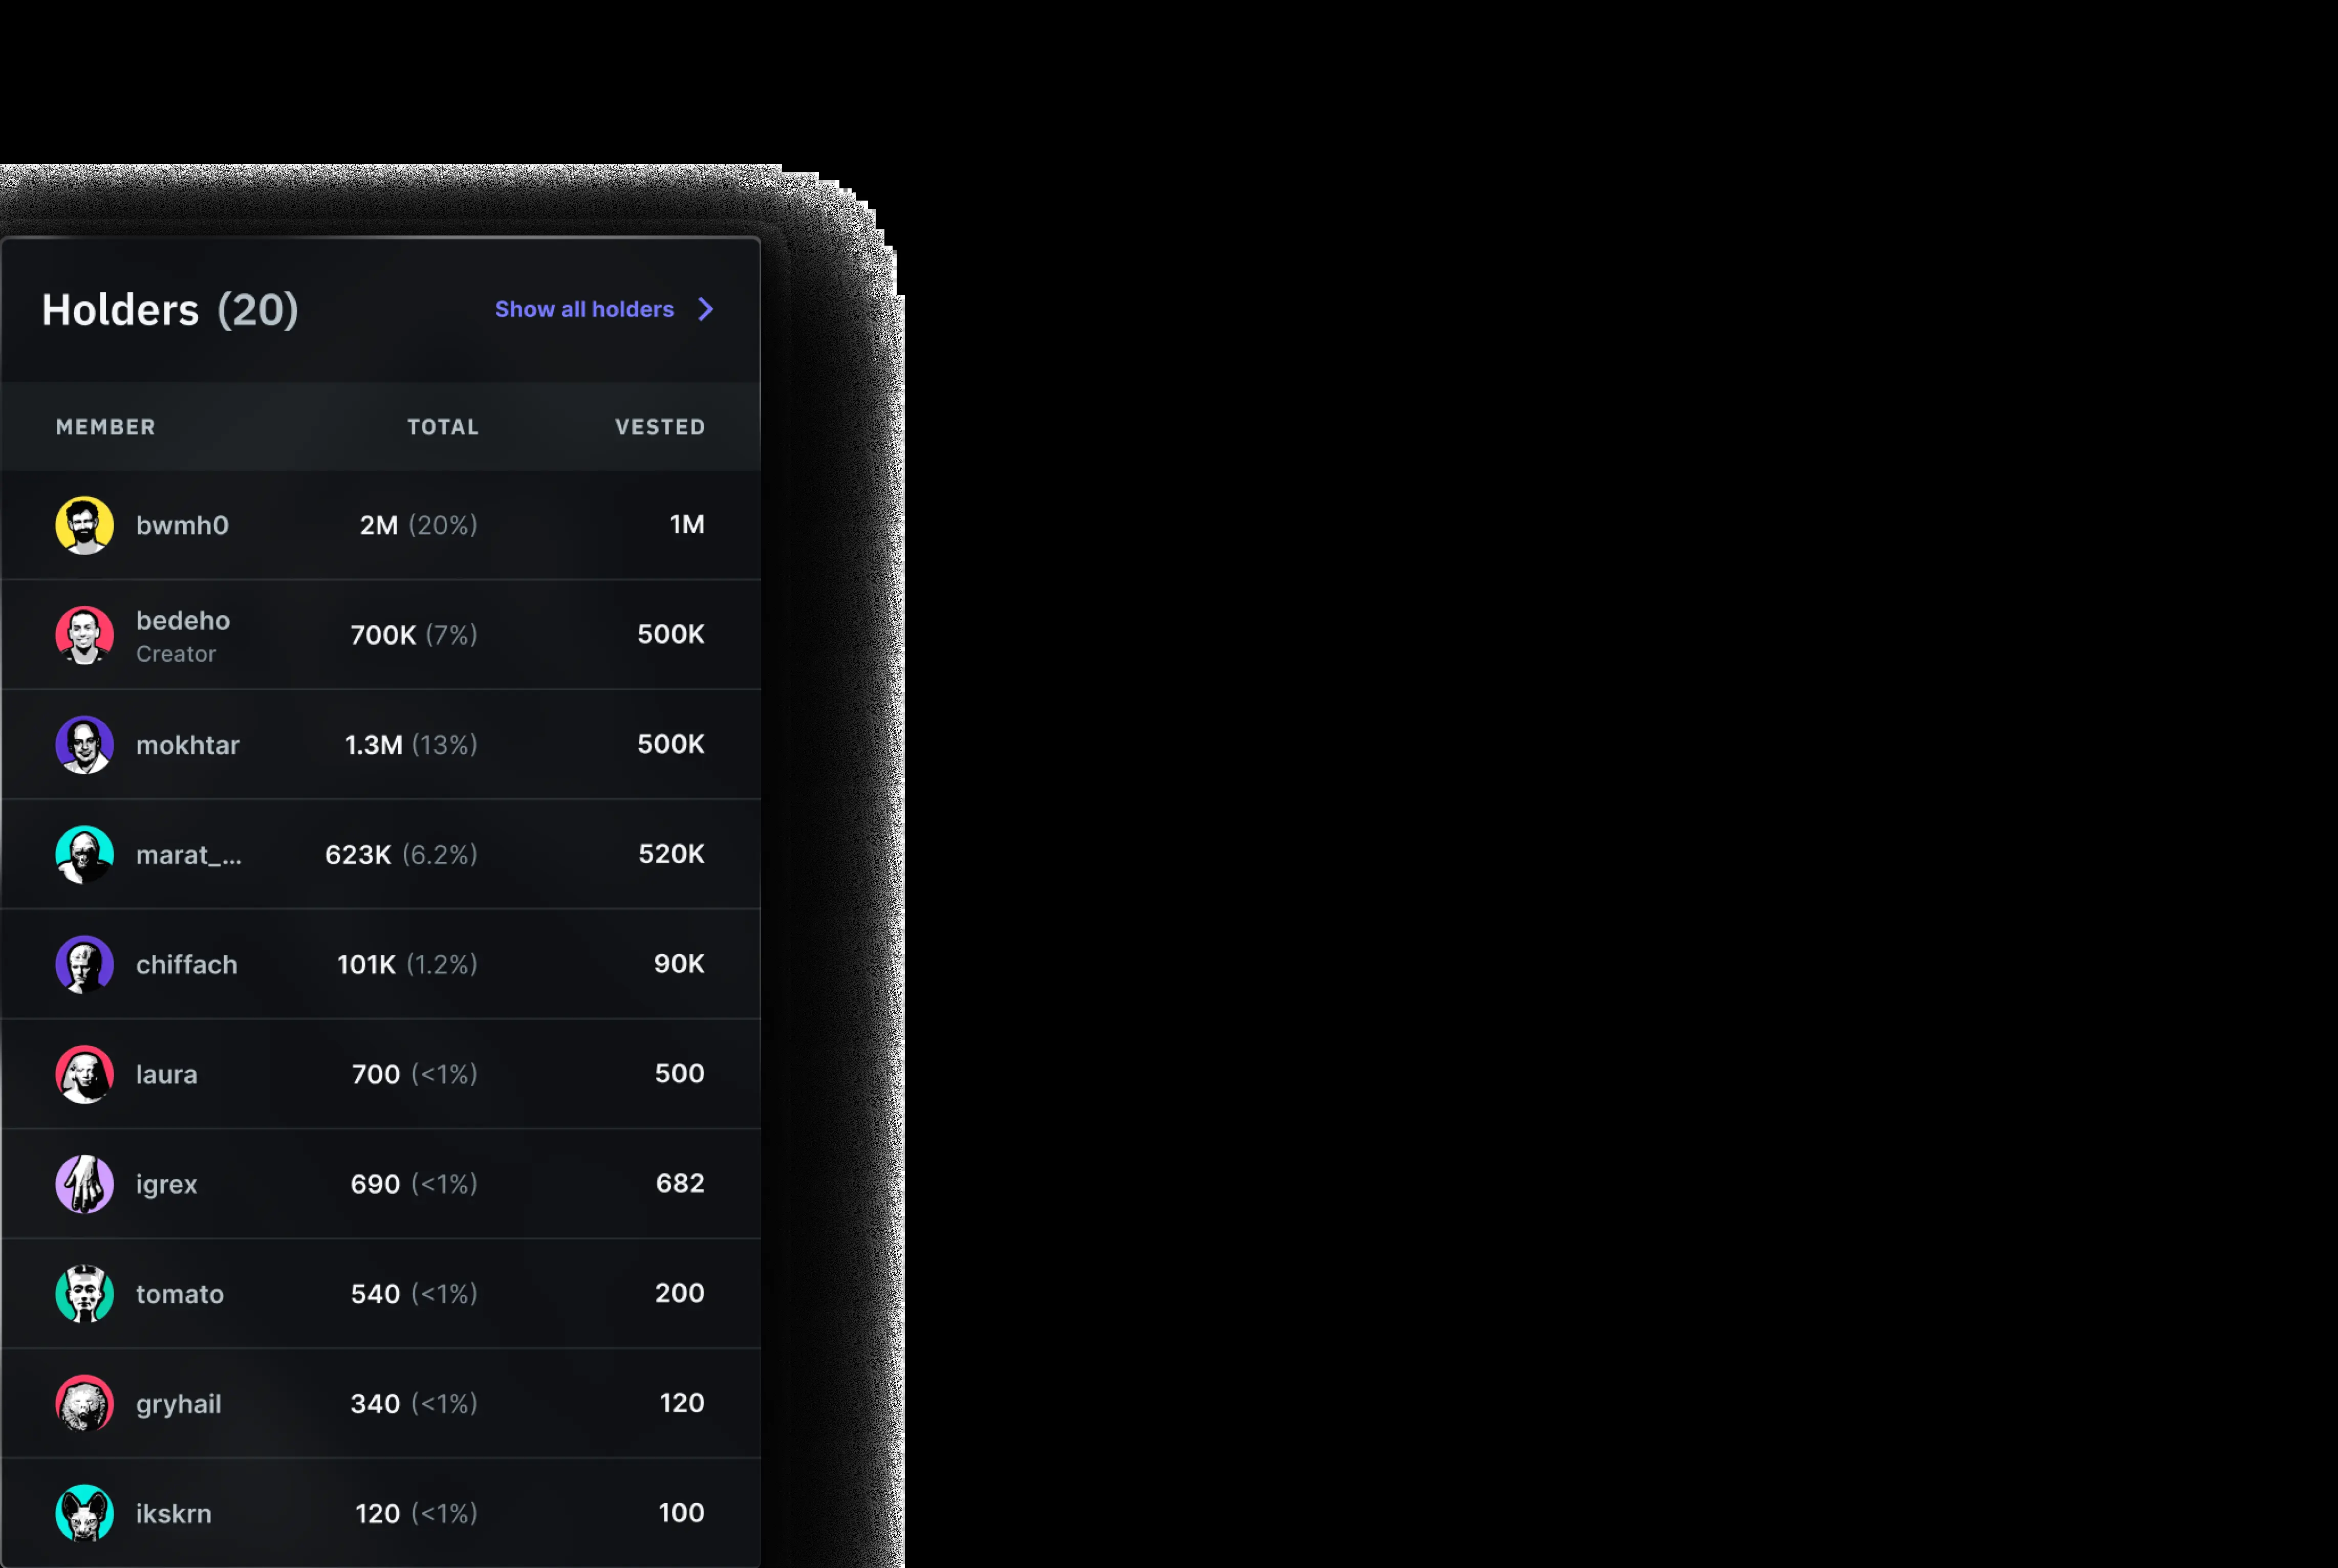 Holders (20) Show all holders
MEMBER TOTAL VESTED
bwmh0 2M (20%) 1M
bedeho 700K (7%) 500K
Creator
mokhtar 1.3M (13%) 500K
marat_... 623K (6.2%) 520K
chiffach 101K (1.2%) 90K
laura 700 (<1%) 500
igrex 690 (<1%) 682
tomato 540 (<1%) 200
gryhail 340 (<1%) 120
ikskrn 120 (<1%) 100